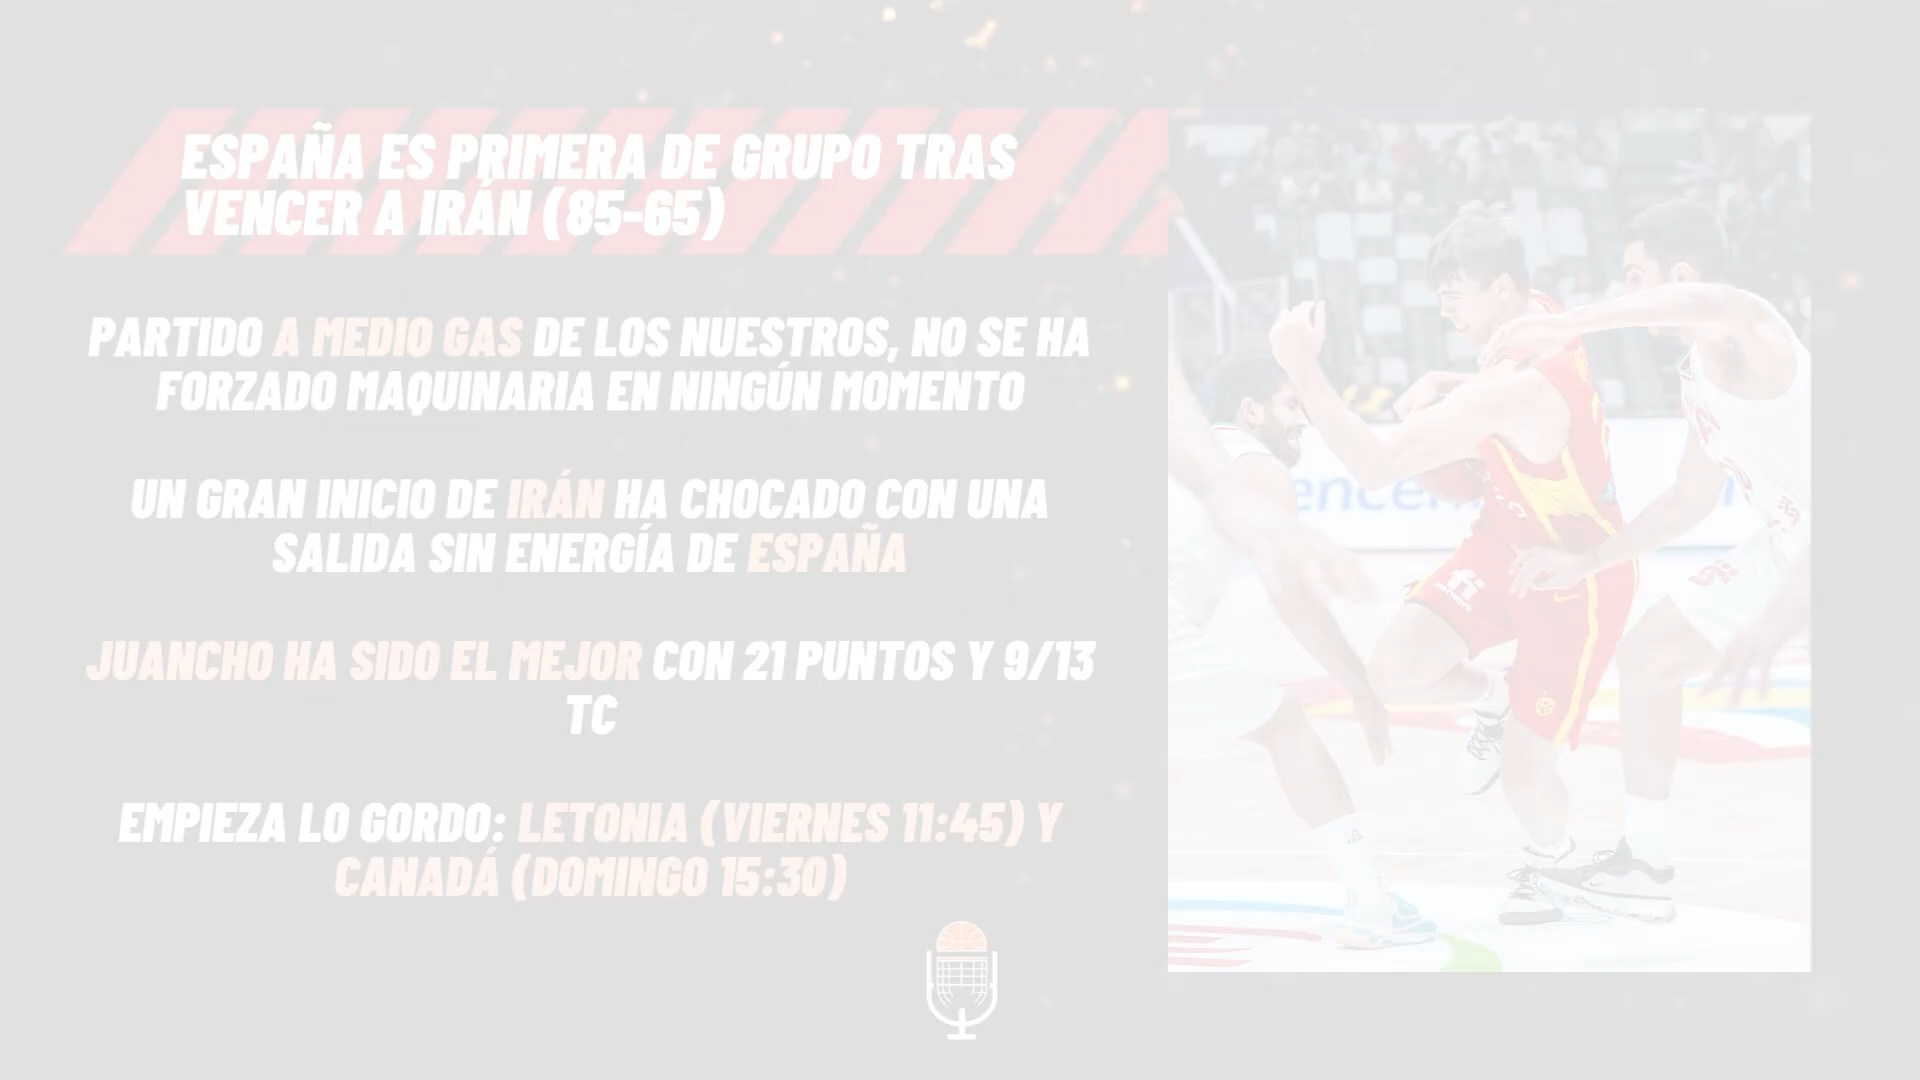 ESPAÑA ES PRIMERA DE GRUPO TRAS
VENCER A IRÁN (85-65)
PARTIDO A MEDIO GAS DE LOS NUESTROS, NO SE HA
FORZADO MAQUINARIA EN NINGÚN MOMENTO
UN GRAN INICIO DE IRÁN HA CHOCADO CON UNA
SALIDA SIN ENERGÍA DE ESPAÑA
JUANCHO HA SIDO EL MEJOR CON 21 PUNTOS Y 9/13
TC
EMPIEZA LO GORDO: LETONIA (VIERNES 11:45) Y
CANADÁ (DOMINGO 15:30)
fi
network